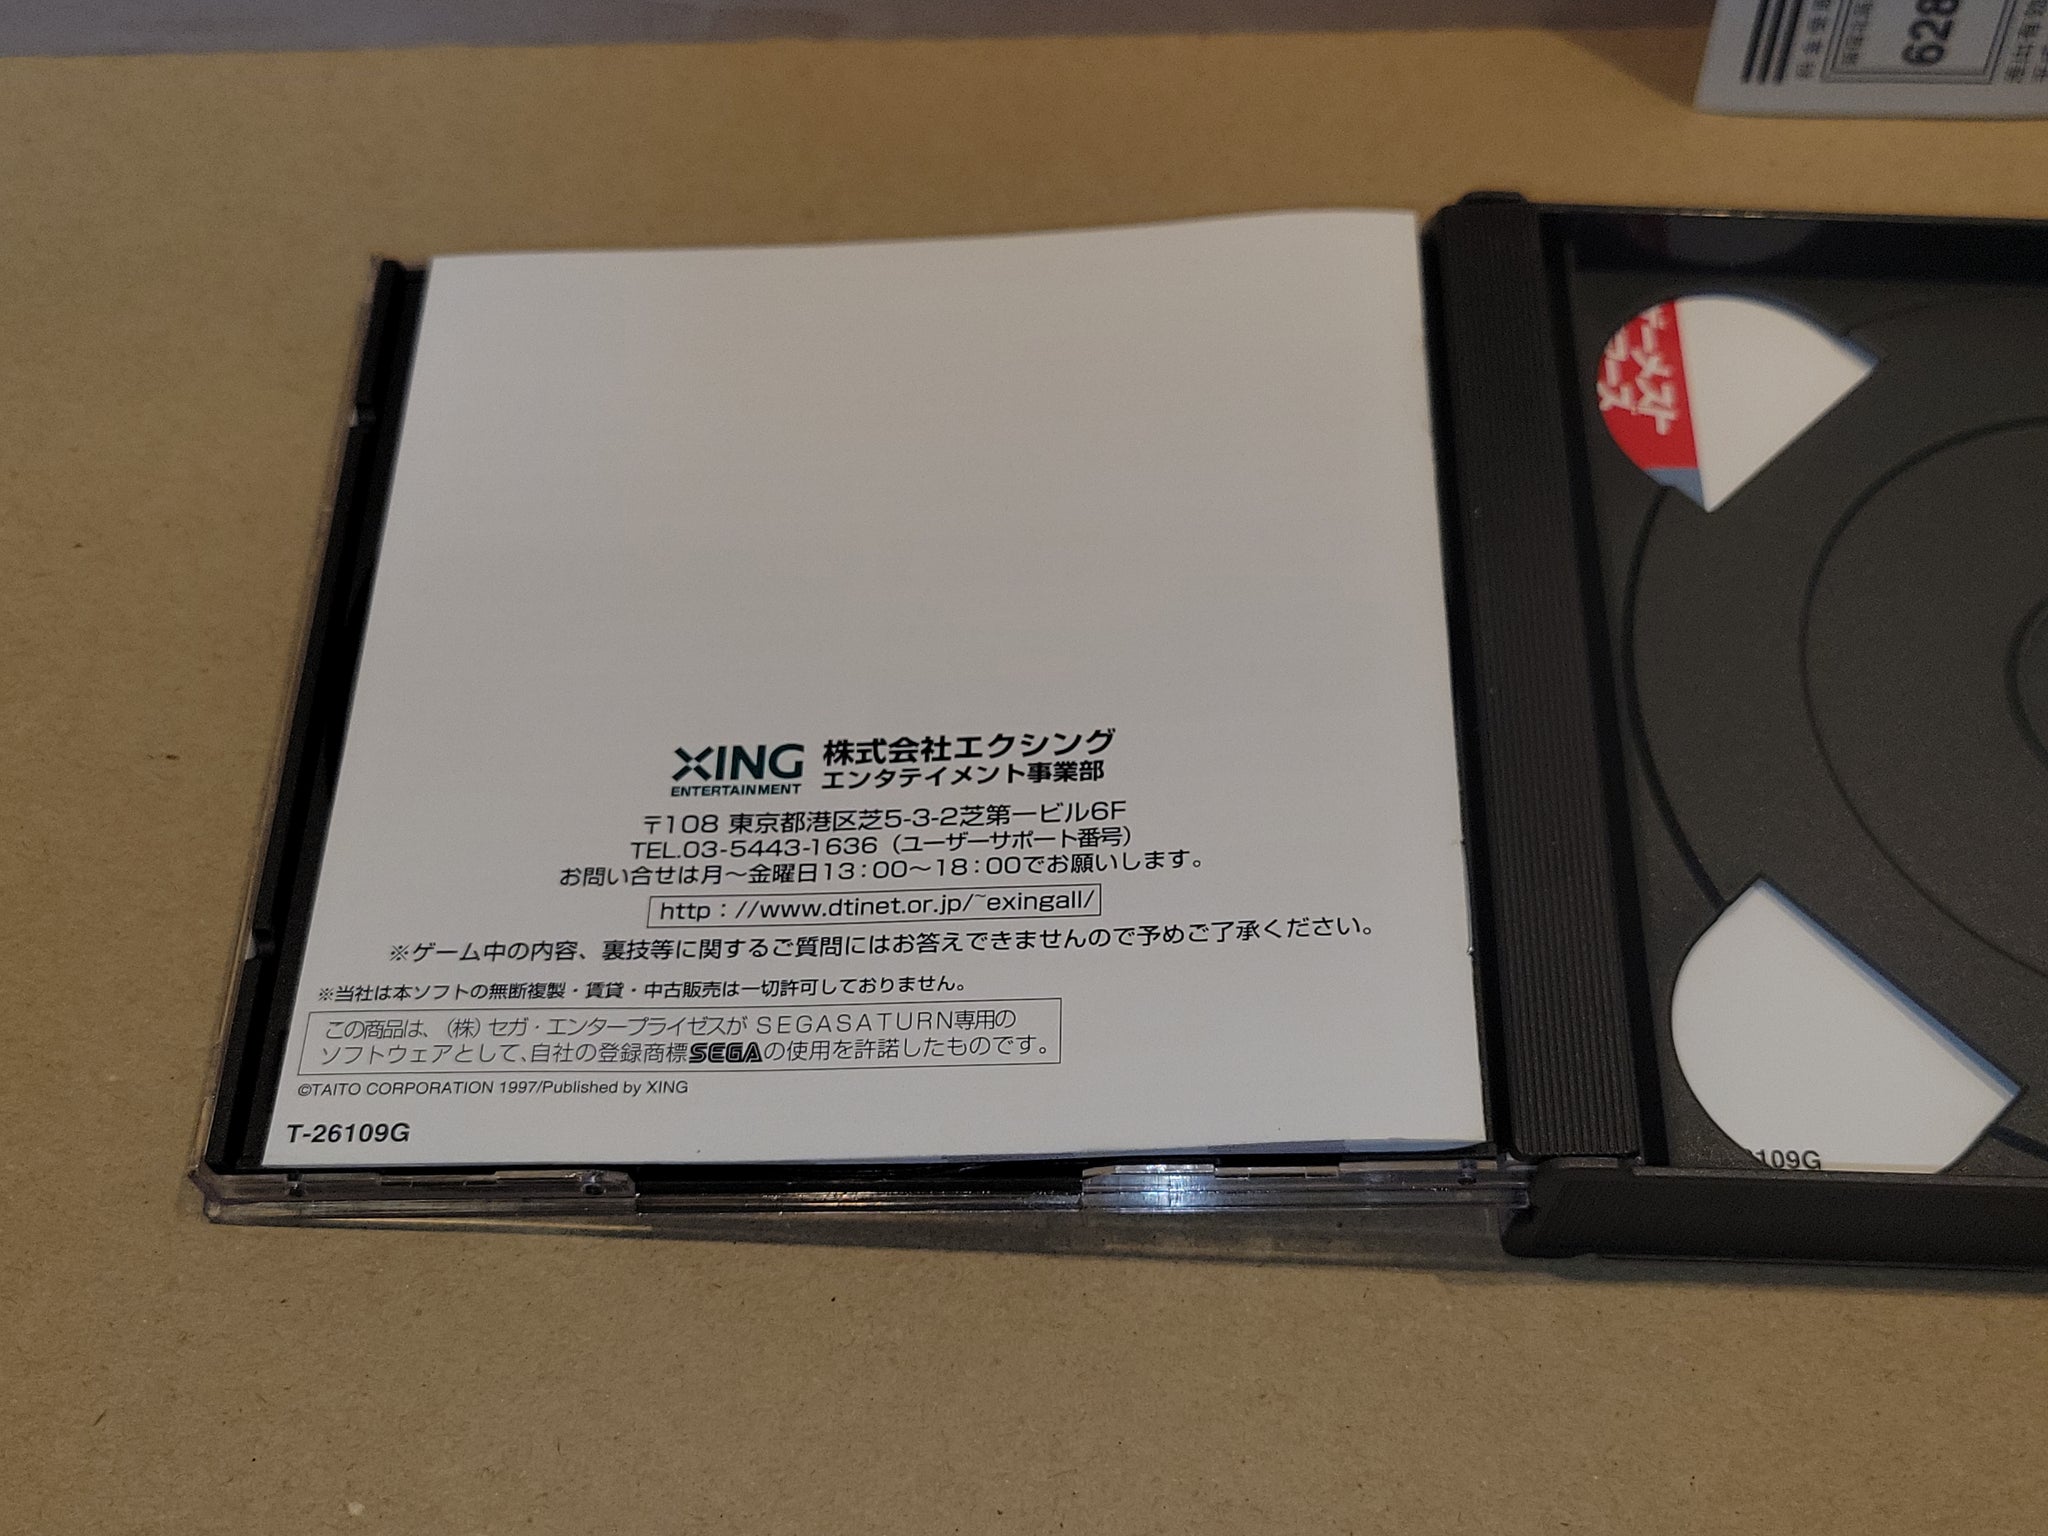 628
ゲーメスト
XING
ENTERTAINMENT
株式会社エクシング
エンタテイメント事業部
〒108 東京都港区芝5-3-2芝第一ビル6F
TEL.03-5443-1636（ユーザーサポート番号）
お問い合せは月〜金曜日13：00〜18：00でお願いします。
http：//www.dtinet.or.jp/~exingall/
※ゲーム中の内容、裏技等に関するご質問にはお答えできませんので予めご了承ください。
※当社は本ソフトの無断複製・賃貸・中古販売は一切許可しておりません。
この商品は、（株）セガ・エンタープライゼスが SEGASATURN専用の
ソフトウェアとして、自社の登録商標SEGAの使用を許諾したものです。
©TAITO CORPORATION 1997/Published by XING
T-26109G
109G